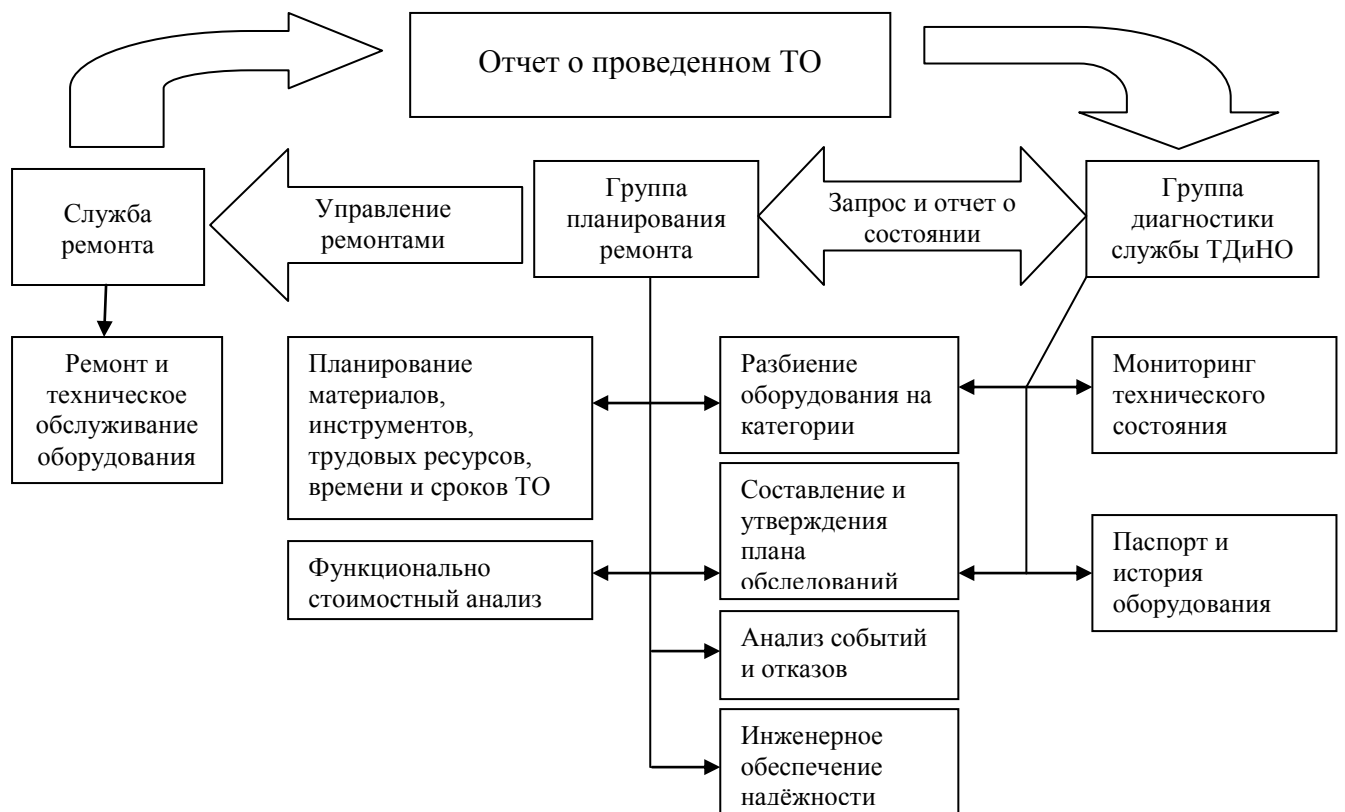 Отчет о проведенном ТО
Служба
ремонта
Управление
ремонтами
Группа
планирования
ремонта
Запрос и отчет о
состоянии
Группа
диагностики
службы ТДиНО
Ремонт и
техническое
обслуживание
оборудования
Планирование
материалов,
инструментов,
трудовых ресурсов,
времени и сроков ТО
Разбиение
оборудования на
категории
Мониторинг
технического
состояния
Функционально
стоимостный анализ
Составление и
утверждения
плана
обследований
Паспорт и
история
оборудования
Анализ событий
и отказов
Инженерное
обеспечение
надёжности